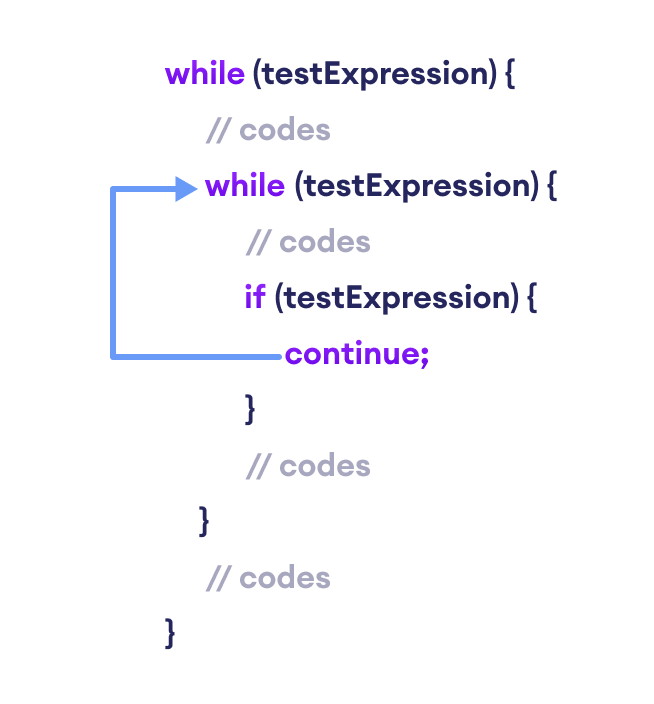 while (testExpression) {
// codes
while (testExpression) {
// codes
if (testExpression) {
continue;
}
// codes
}
// codes
}